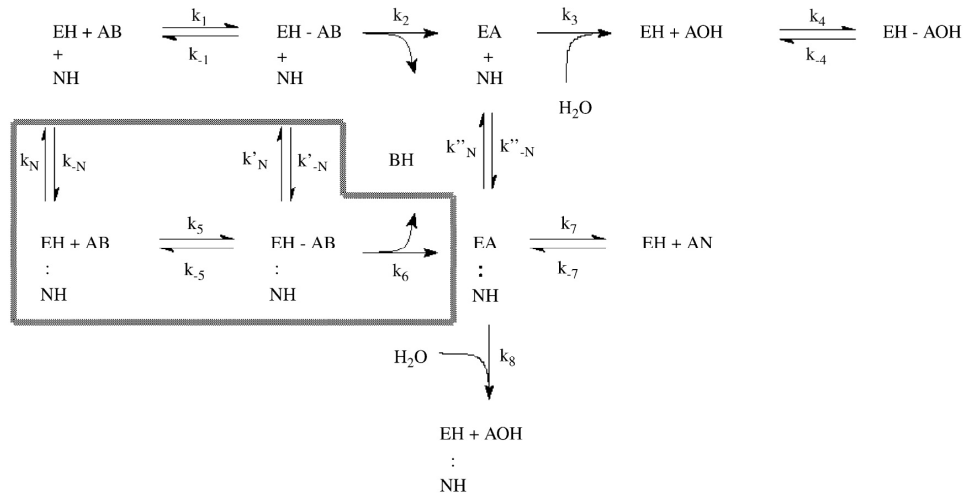 k1 k2 k3 k4
EH + AB EH - AB EA EH + AOH EH - AOH
k-1 k-4
+ + +
NH NH NH
H2O
kN k-N k'N k'-N BH k''N k''-N
k5 k7
EH + AB EH - AB EA EH + AN
k-5 k6 k-7
: : :
NH NH NH
H2O k8
EH + AOH
:
NH